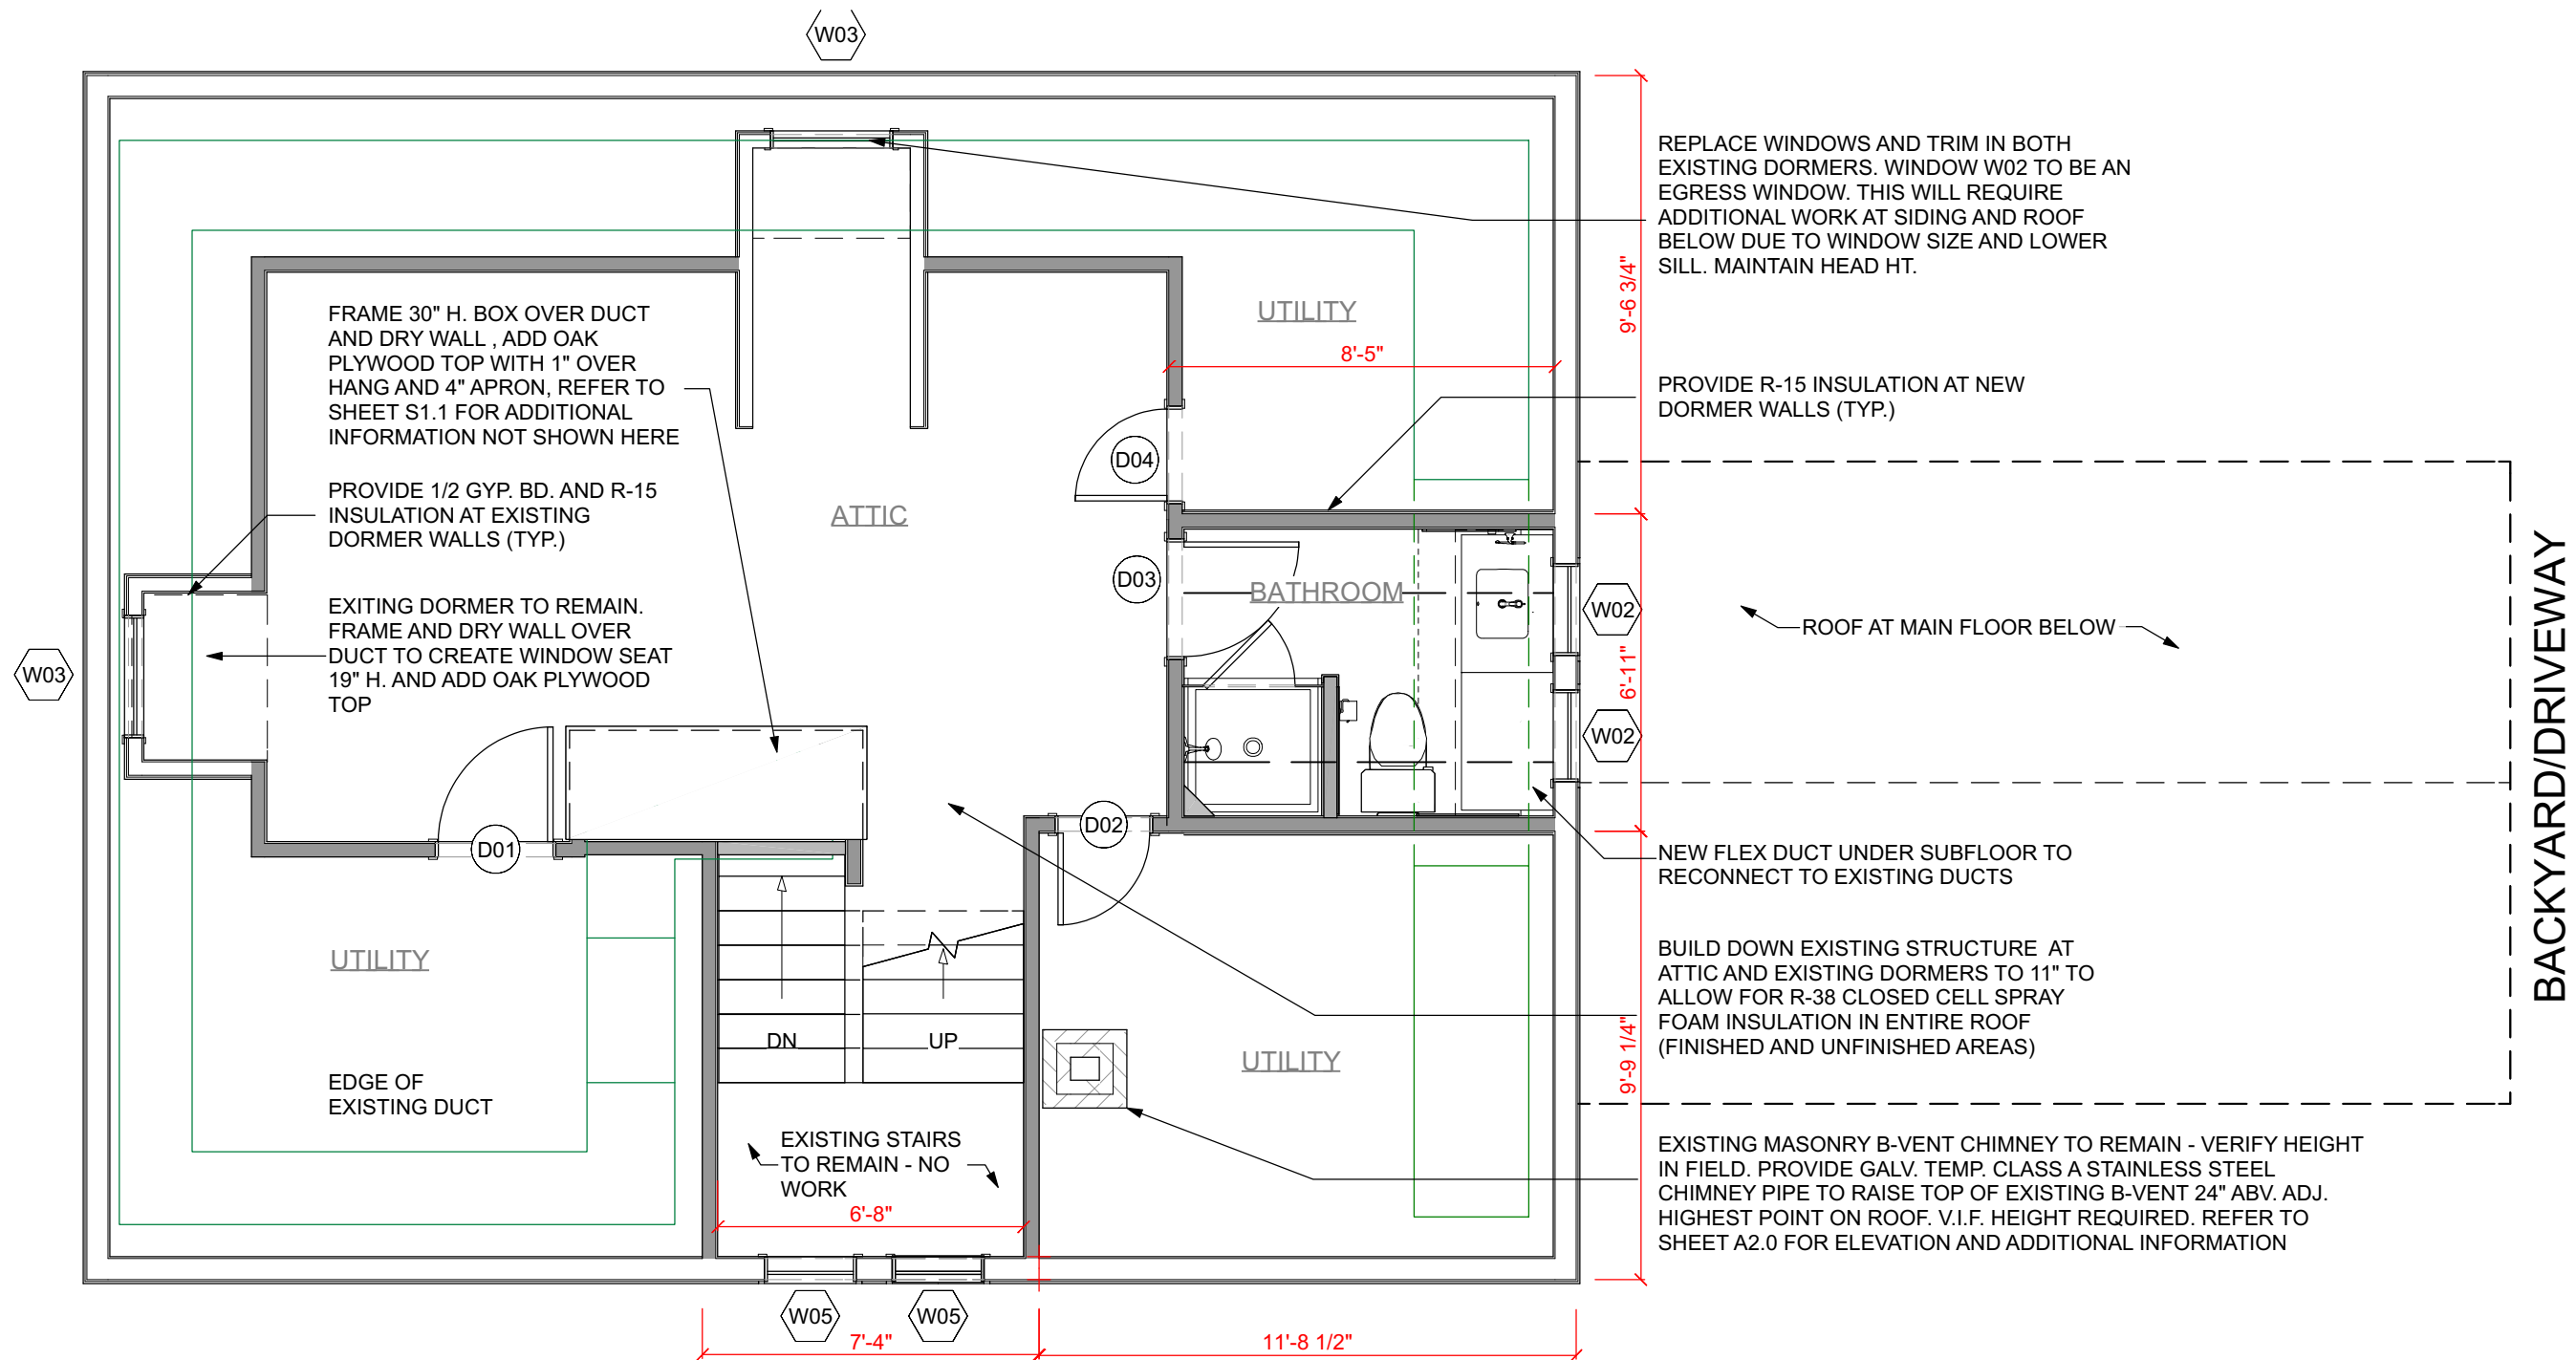 W03
REPLACE WINDOWS AND TRIM IN BOTH
EXISTING DORMERS. WINDOW W02 TO BE AN
EGRESS WINDOW. THIS WILL REQUIRE
ADDITIONAL WORK AT SIDING AND ROOF
BELOW DUE TO WINDOW SIZE AND LOWER
SILL. MAINTAIN HEAD HT.
9'-6 3/4"
FRAME 30" H. BOX OVER DUCT
AND DRY WALL , ADD OAK
PLYWOOD TOP WITH 1" OVER
HANG AND 4" APRON, REFER TO
SHEET S1.1 FOR ADDITIONAL
INFORMATION NOT SHOWN HERE
UTILITY
8'-5"
PROVIDE R-15 INSULATION AT NEW
DORMER WALLS (TYP.)
D04
PROVIDE 1/2 GYP. BD. AND R-15
INSULATION AT EXISTING
DORMER WALLS (TYP.)
ATTIC
D03
BATHROOM
W02
ROOF AT MAIN FLOOR BELOW
BACKYARD/DRIVEWAY
EXITING DORMER TO REMAIN.
FRAME AND DRY WALL OVER
DUCT TO CREATE WINDOW SEAT
19" H. AND ADD OAK PLYWOOD
TOP
W03
6'-11"
W02
D01
D02
NEW FLEX DUCT UNDER SUBFLOOR TO
RECONNECT TO EXISTING DUCTS
UTILITY
BUILD DOWN EXISTING STRUCTURE AT
ATTIC AND EXISTING DORMERS TO 11" TO
ALLOW FOR R-38 CLOSED CELL SPRAY
FOAM INSULATION IN ENTIRE ROOF
(FINISHED AND UNFINISHED AREAS)
DN
UP
UTILITY
9'-9 1/4"
EDGE OF
EXISTING DUCT
EXISTING STAIRS
TO REMAIN - NO
WORK
6'-8"
EXISTING MASONRY B-VENT CHIMNEY TO REMAIN - VERIFY HEIGHT
IN FIELD. PROVIDE GALV. TEMP. CLASS A STAINLESS STEEL
CHIMNEY PIPE TO RAISE TOP OF EXISTING B-VENT 24" ABV. ADJ.
HIGHEST POINT ON ROOF. V.I.F. HEIGHT REQUIRED. REFER TO
SHEET A2.0 FOR ELEVATION AND ADDITIONAL INFORMATION
W05
W05
7'-4"
11'-8 1/2"